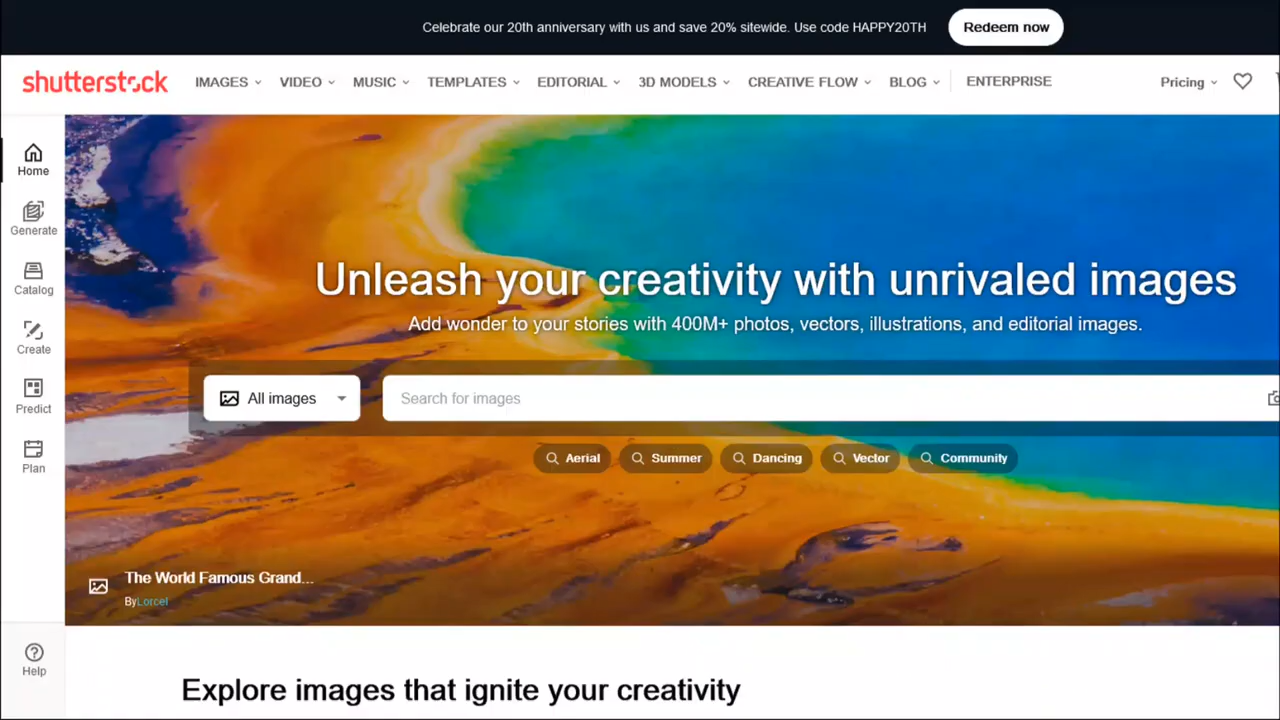 Celebrate our 20th anniversary with us and save 20% sitewide. Use code HAPPY20TH
Redeem now
shutterstock
IMAGES
VIDEO
MUSIC
TEMPLATES
EDITORIAL
3D MODELS
CREATIVE FLOW
BLOG
ENTERPRISE
Pricing
Home
Generate
Catalog
Create
Predict
Plan
Help
Unleash your creativity with unrivaled images
Add wonder to your stories with 400M+ photos, vectors, illustrations, and editorial images.
All images
Search for images
Aerial
Summer
Dancing
Vector
Community
The World Famous Grand...
ByLorcel
Explore images that ignite your creativity